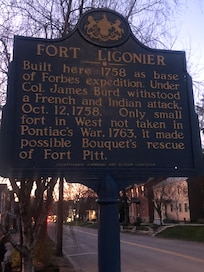 FORT LIGONIER
Built here 1758 as base
of Forbes expedition. Under
Col. James Burd withstood
a French and Indian attack,
Oct. 12, 1758. Only small
fort in West not taken in
Pontiac's War, 1763, it made
possible Bouquet's rescue
of Fort Pitt.